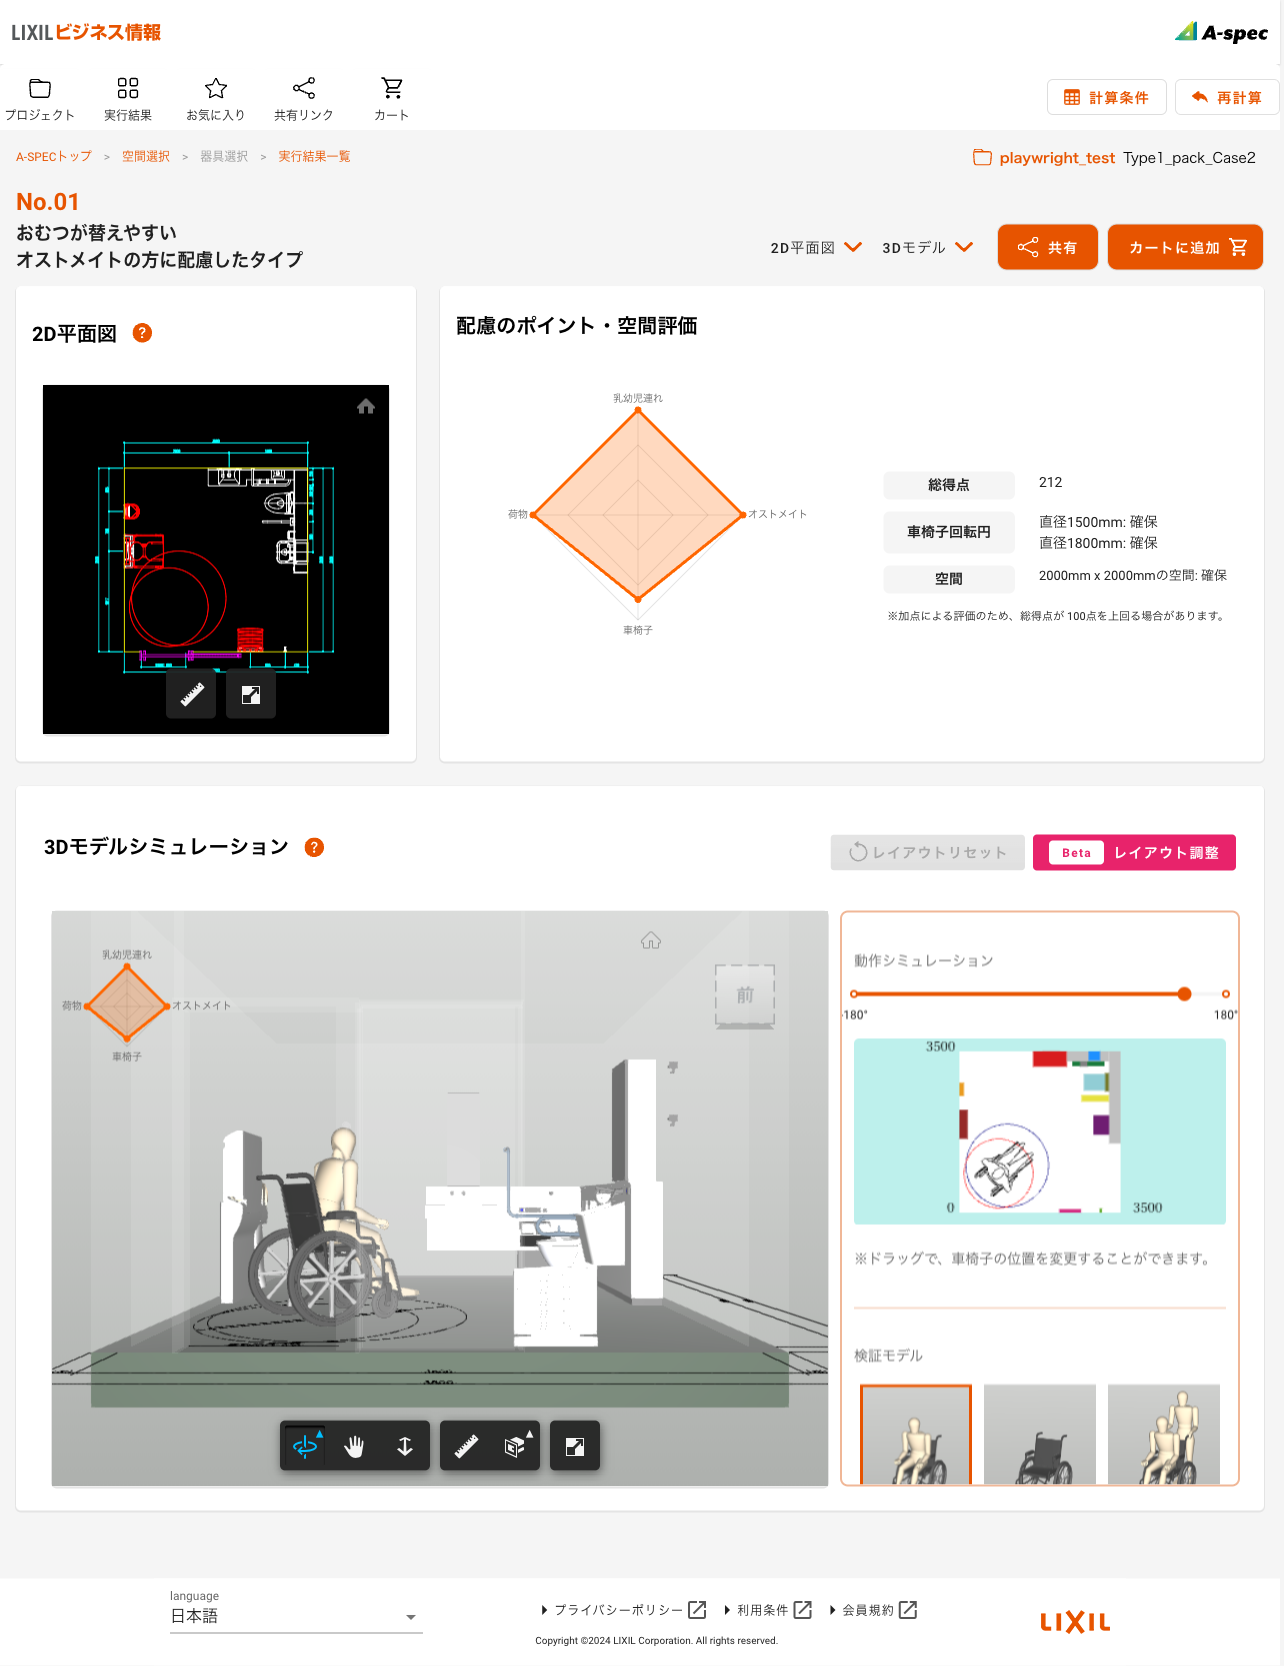 LIXILビジネス情報
A-spec
プロジェクト
実行結果
お気に入り
共有リンク
カート
計算条件
再計算
A-SPECトップ > 空間選択 > 器具選択 > 実行結果一覧
playwright_test Type1_pack_Case2
No.01
おむつが替えやすい
オストメイトの方に配慮したタイプ
2D平面図
3Dモデル
共有
カートに追加
2D平面図 ?
配慮のポイント・空間評価
乳幼児連れ
荷物
オストメイト
車椅子
総得点 212
車椅子回転円 直径1500mm: 確保
直径1800mm: 確保
空間 2000mm x 2000mmの空間: 確保
※加点による評価のため、総得点が 100点を上回る場合があります。
3Dモデルシミュレーション ?
レイアウトリセット
Beta レイアウト調整
乳幼児連れ
荷物
オストメイト
車椅子
前
動作シミュレーション
-180°
180°
3500
0
3500
※ドラッグで、車椅子の位置を変更することができます。
検証モデル
language
日本語
プライバシーポリシー
利用条件
会員規約
Copyright ©2024 LIXIL Corporation. All rights reserved.
LIXIL